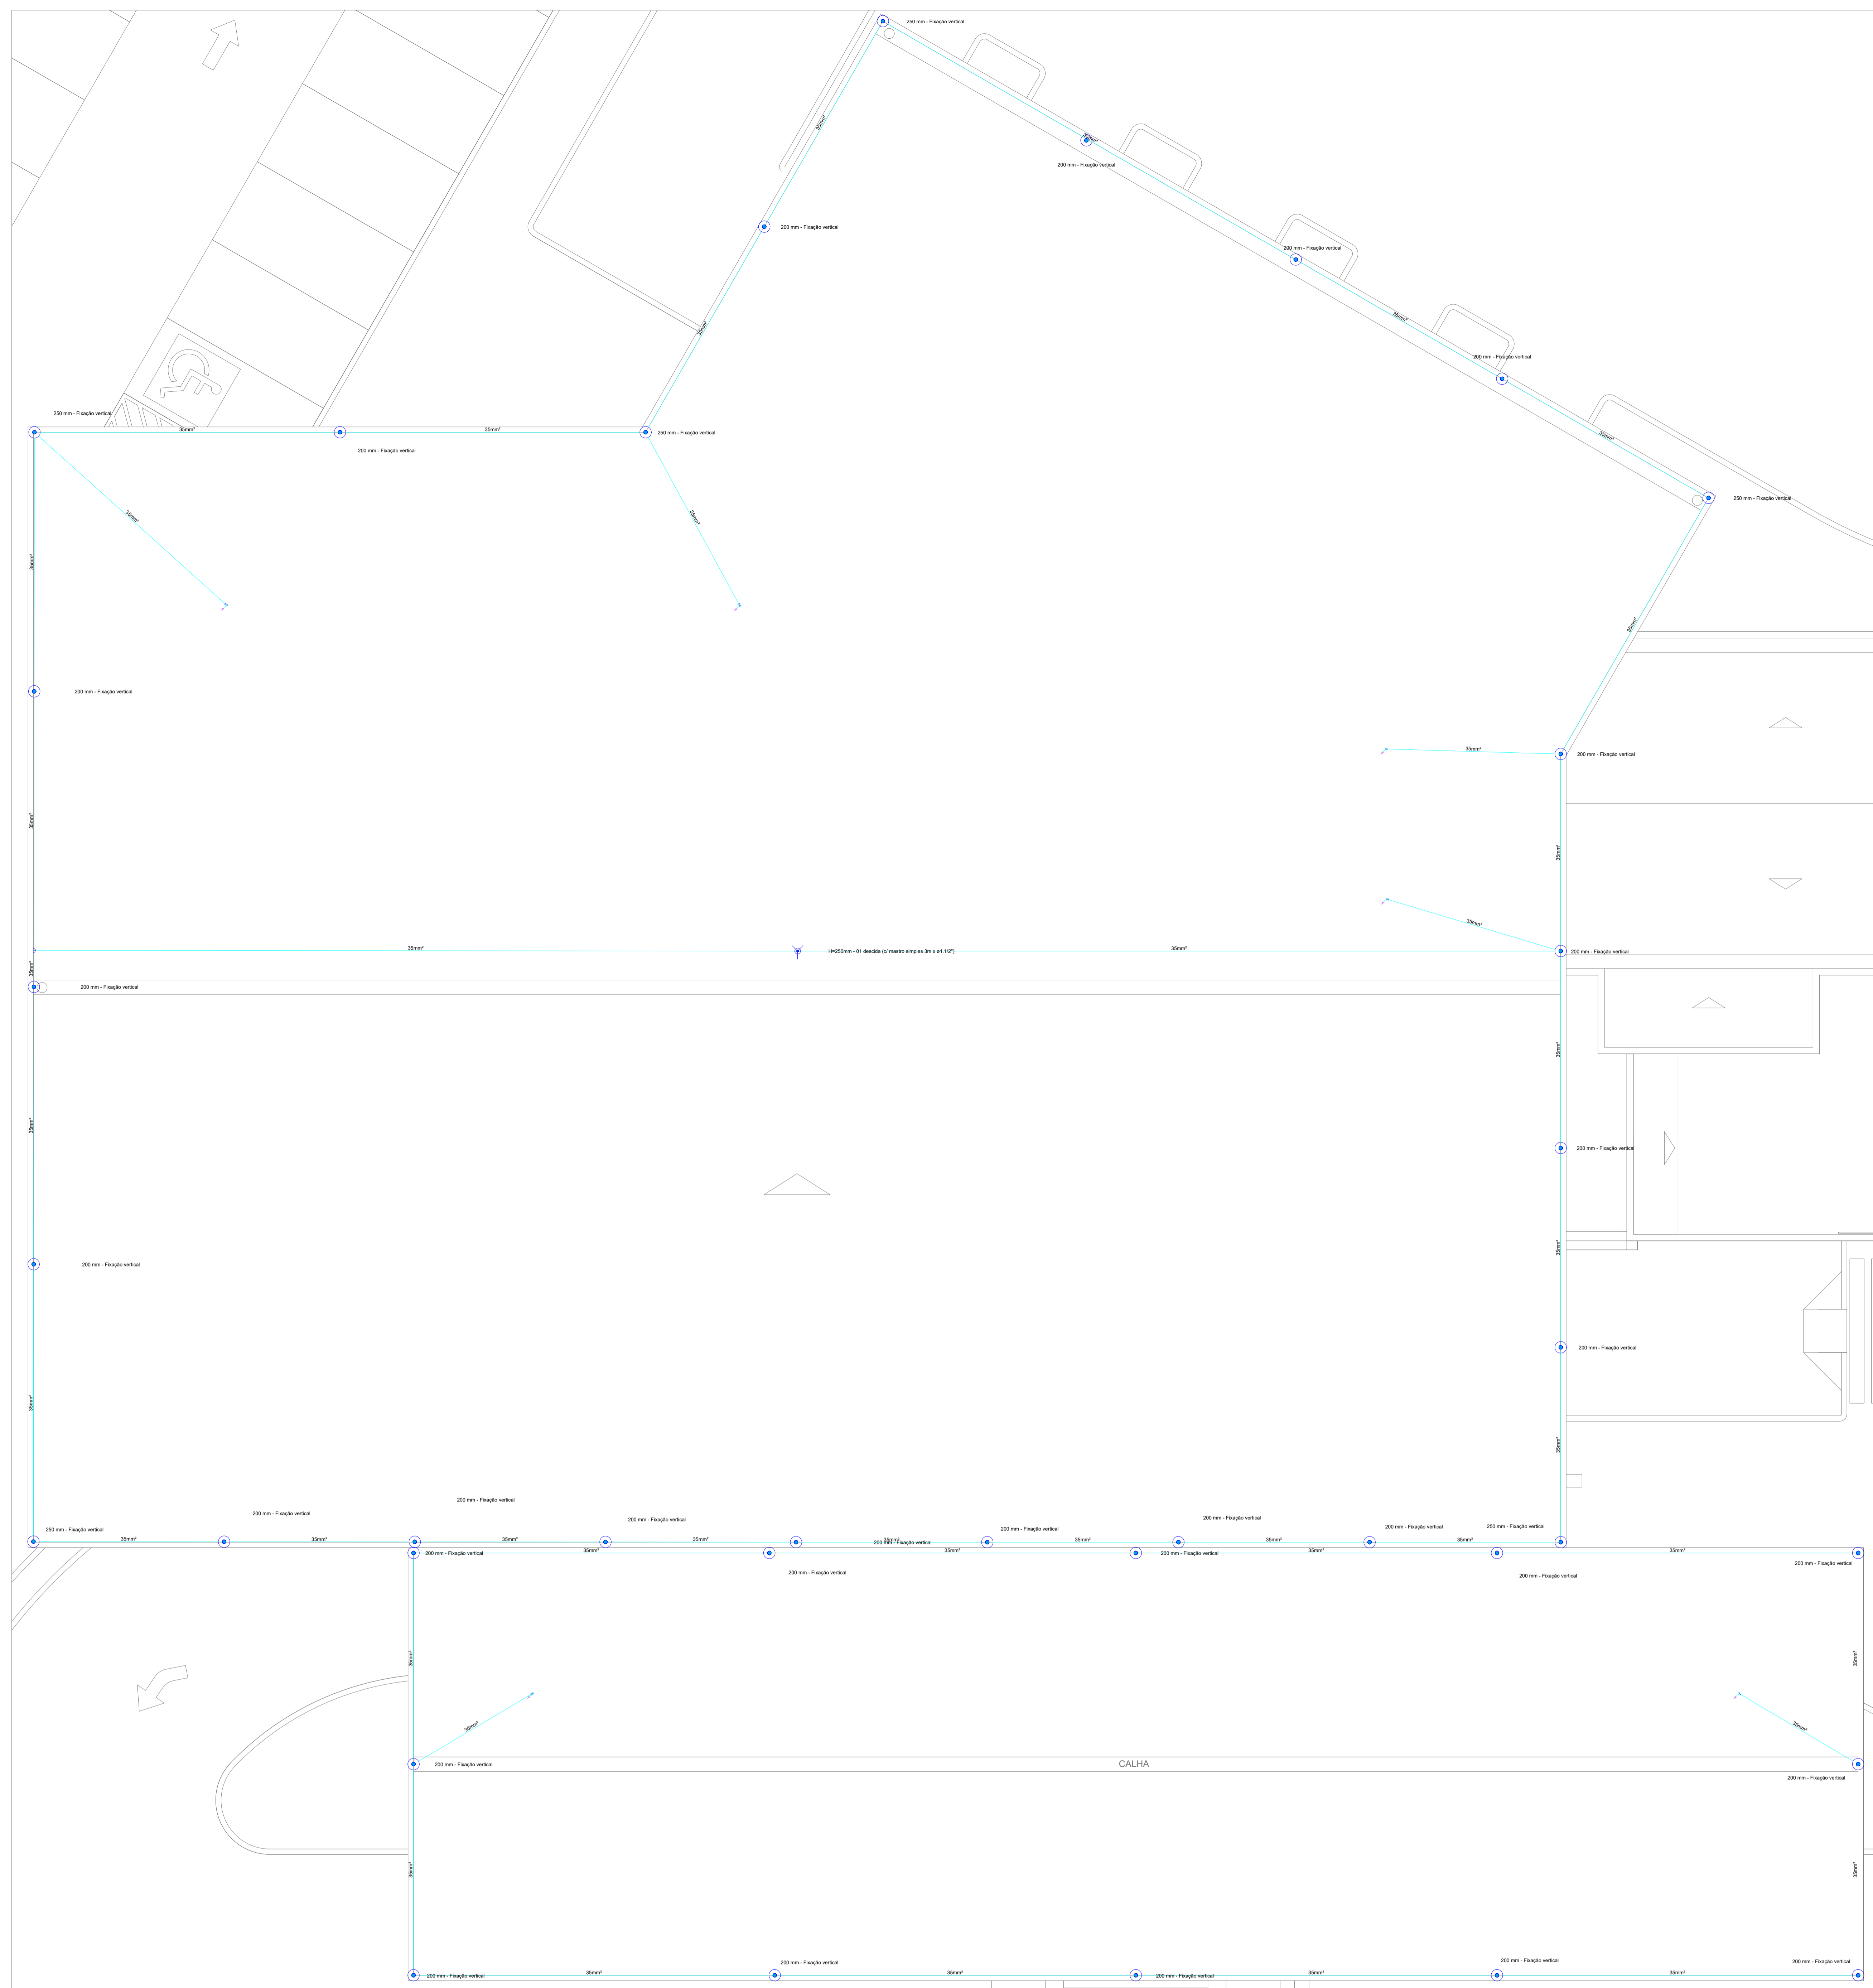 250 mm - Fixação vertical
35mm²
35mm²
200 mm - Fixação vertical
200 mm - Fixação vertical
200 mm - Fixação vertical
35mm²
35mm²
200 mm - Fixação vertical
250 mm - Fixação vertical
35mm²
35mm²
250 mm - Fixação vertical
35mm²
200 mm - Fixação vertical
250 mm - Fixação vertical
35mm²
35mm²
35mm²
35mm²
200 mm - Fixação vertical
35mm²
200 mm - Fixação vertical
35mm²
35mm²
35mm²
35mm²
35mm²
H=250mm - 01 descida (c/ mastro simples 3m x ø1.1/2")
200 mm - Fixação vertical
35mm²
200 mm - Fixação vertical
35mm²
35mm²
200 mm - Fixação vertical
35mm²
200 mm - Fixação vertical
200 mm - Fixação vertical
35mm²
35mm²
200 mm - Fixação vertical
200 mm - Fixação vertical
200 mm - Fixação vertical
200 mm - Fixação vertical
250 mm - Fixação vertical
200 mm - Fixação vertical
200 mm - Fixação vertical
250 mm - Fixação vertical
35mm²
35mm²
35mm²
35mm²
35mm²
200 mm - Fixação vertical
35mm²
35mm²
35mm²
200 mm - Fixação vertical
35mm²
35mm²
200 mm - Fixação vertical
35mm²
35mm²
200 mm - Fixação vertical
200 mm - Fixação vertical
200 mm - Fixação vertical
35mm²
35mm²
35mm²
35mm²
200 mm - Fixação vertical
CALHA
200 mm - Fixação vertical
35mm²
35mm²
200 mm - Fixação vertical
200 mm - Fixação vertical
200 mm - Fixação vertical
200 mm - Fixação vertical
35mm²
35mm²
200 mm - Fixação vertical
35mm²
35mm²